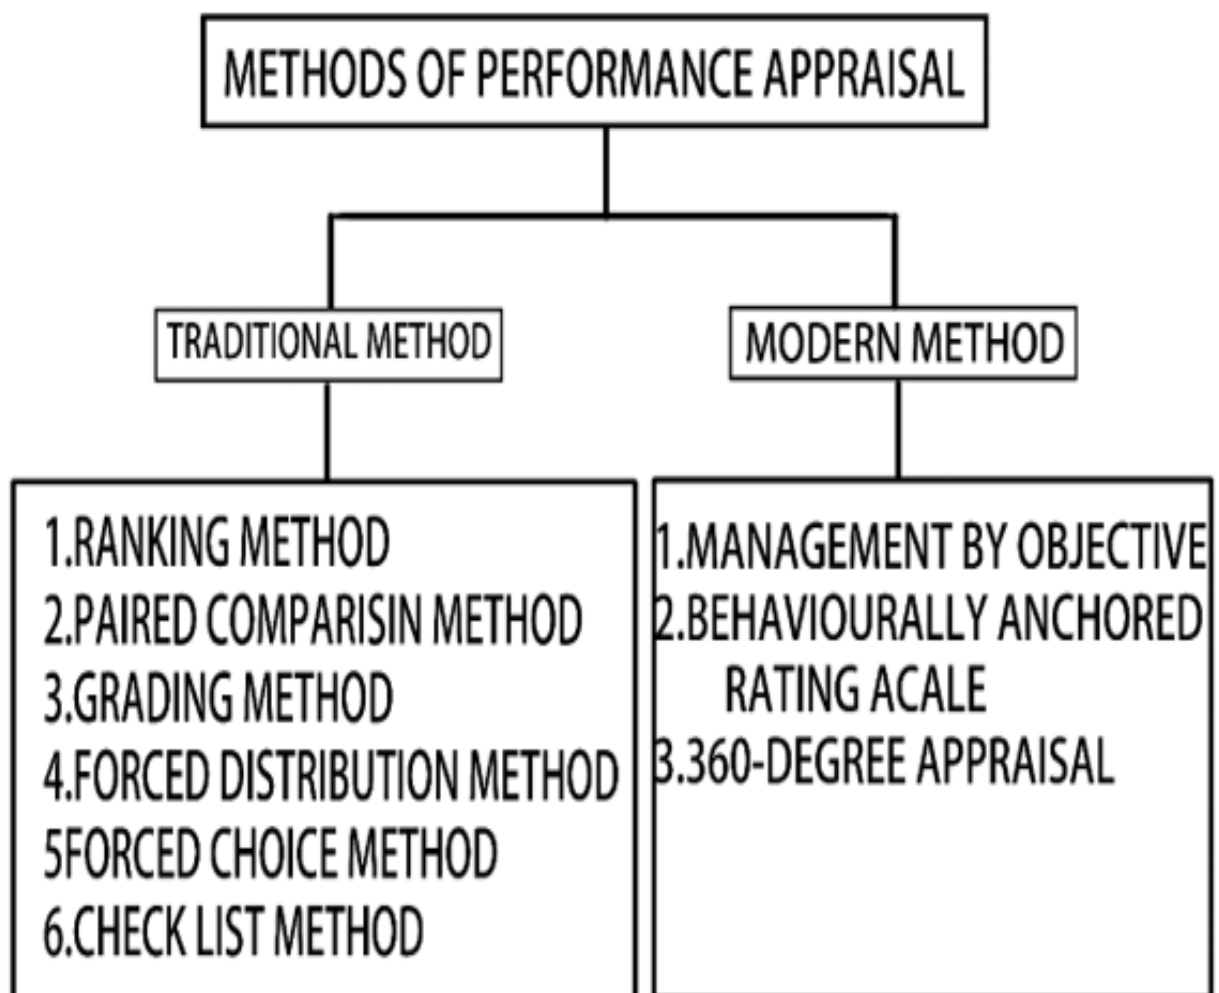 METHODS OF PERFORMANCE APPRAISAL
TRADITIONAL METHOD
MODERN METHOD
1.RANKING METHOD
2.PAIRED COMPARISIN METHOD
3.GRADING METHOD
4.FORCED DISTRIBUTION METHOD
5FORCED CHOICE METHOD
6.CHECK LIST METHOD
1.MANAGEMENT BY OBJECTIVE
2.BEHAVIOURALLY ANCHORED
RATING ACALE
3.360-DEGREE APPRAISAL